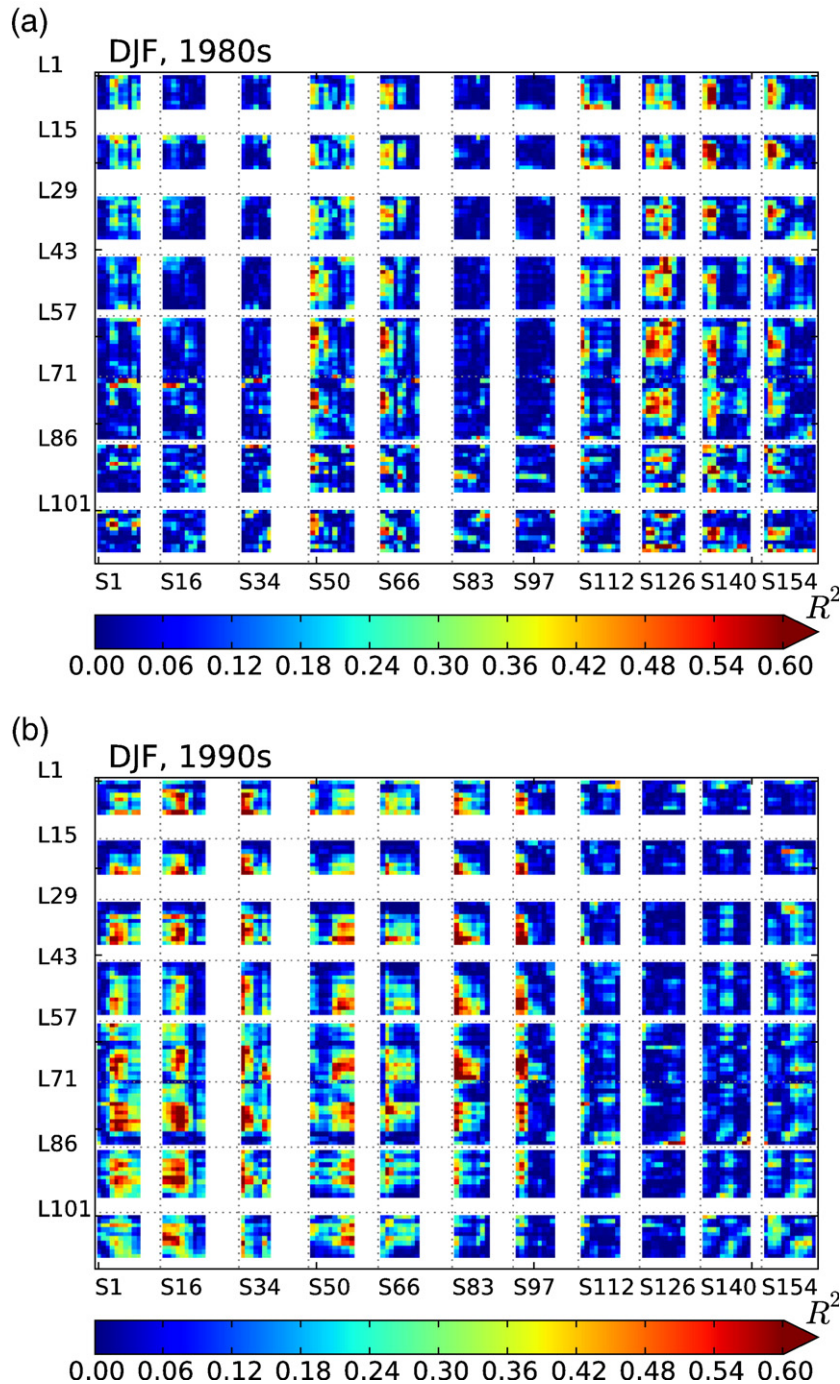 (a)
DJF, 1980s
L1
L15
L29
L43
L57
L71
L86
L101
S1 S16 S34 S50 S66 S83 S97 S112 S126 S140 S154
R²
0.00 0.06 0.12 0.18 0.24 0.30 0.36 0.42 0.48 0.54 0.60
(b)
DJF, 1990s
L1
L15
L29
L43
L57
L71
L86
L101
S1 S16 S34 S50 S66 S83 S97 S112 S126 S140 S154
R²
0.00 0.06 0.12 0.18 0.24 0.30 0.36 0.42 0.48 0.54 0.60